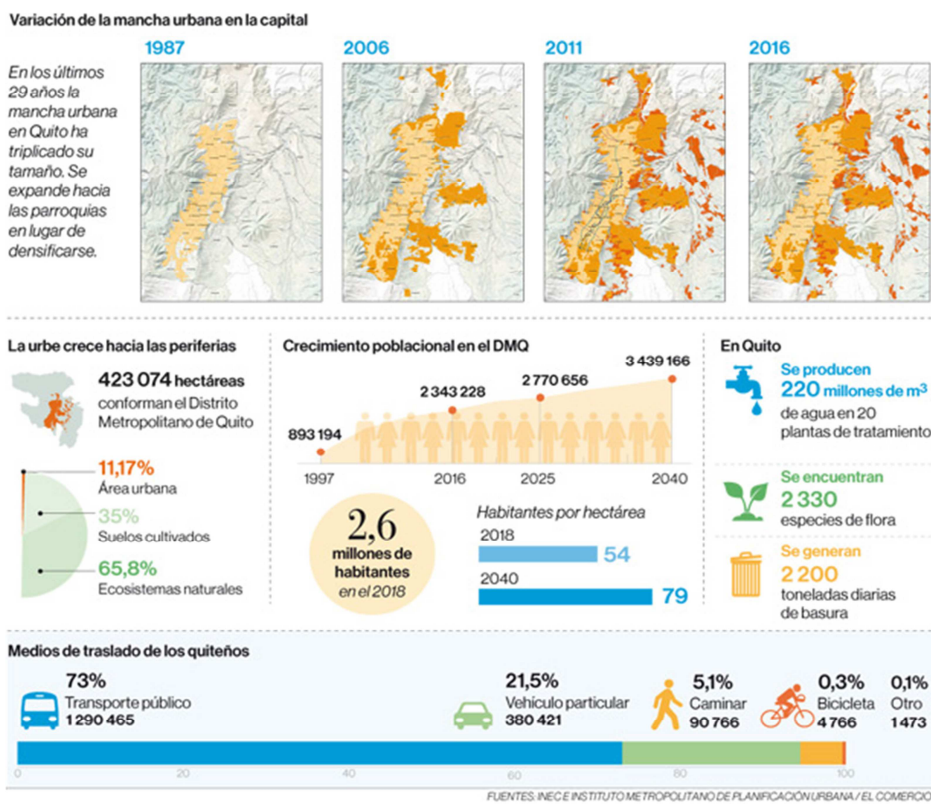 Variación de la mancha urbana en la capital
En los últimos
29 años la
mancha urbana
en Quito ha
triplicado su
tamaño. Se
expande hacia
las parroquias
en lugar de
densificarse.
1987
2006
2011
2016
La urbe crece hacia las periferias
423 074 hectáreas
conforman el Distrito
Metropolitano de Quito
11,17%
Área urbana
35%
Suelos cultivados
65,8%
Ecosistemas naturales
Crecimiento poblacional en el DMQ
893 194
2 343 228
2 770 656
3 439 166
1997
2016
2025
2040
2,6
millones de
habitantes
en el 2018
Habitantes por hectárea
2018
54
2040
79
En Quito
Se producen
220 millones de m³
de agua en 20
plantas de tratamiento
Se encuentran
2 330
especies de flora
Se generan
2 200
toneladas diarias
de basura
Medios de traslado de los quiteños
73%
Transporte público
1 290 465
21,5%
Vehículo particular
380 421
5,1%
Caminar
90 766
0,3%
Bicicleta
4 766
0,1%
Otro
1 473
0 20 40 60 80 100
FUENTES: INEC E INSTITUTO METROPOLITANO DE PLANIFICACIÓN URBANA / EL COMERCIO